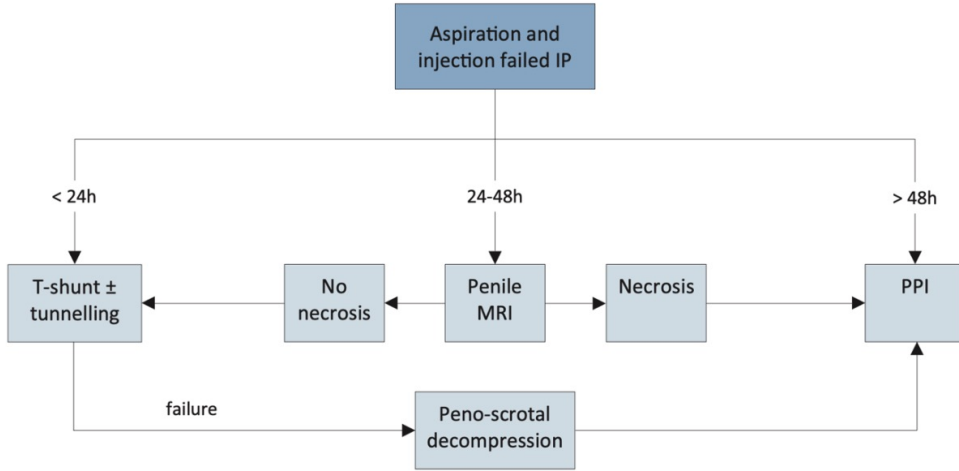 Aspiration and
injection failed IP
< 24h
24-48h
> 48h
T-shunt ±
tunnelling
No
necrosis
Penile
MRI
Necrosis
PPI
failure
Peno-scrotal
decompression